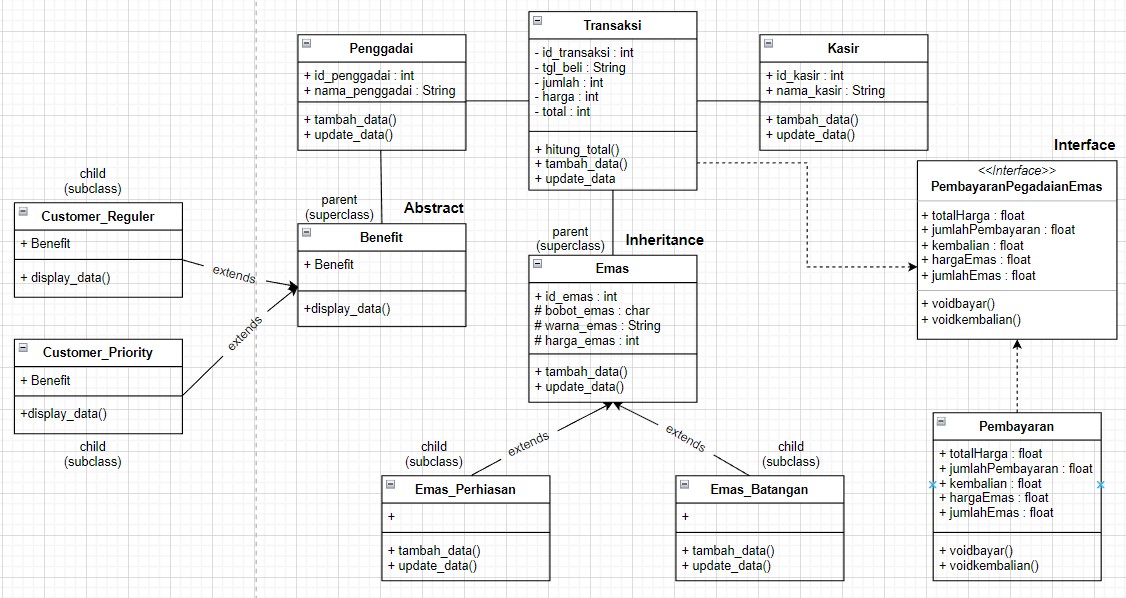 Transaksi
- id_transaksi : int
- tgl_beli : String
- jumlah : int
- harga : int
- total : int
+ hitung_total()
+ tambah_data()
+ update_data
Penggadai
+ id_penggadai : int
+ nama_penggadai : String
+ tambah_data()
+ update_data()
Kasir
+ id_kasir : int
+ nama_kasir : String
+ tambah_data()
+ update_data()
Interface
<<Interface>>
PembayaranPegadaianEmas
+ totalHarga : float
+ jumlahPembayaran : float
+ kembalian : float
+ hargaEmas : float
+ jumlahEmas : float
+ voidbayar()
+ voidkembalian()
child
(subclass)
Customer_Reguler
+ Benefit
+ display_data()
extends
parent
(superclass)
Abstract
Benefit
+ Benefit
+display_data()
parent
(superclass)
Inheritance
Emas
+ id_emas : int
# bobot_emas : char
# warna_emas : String
# harga_emas : int
+ tambah_data()
+ update_data()
extends
Customer_Priority
+ Benefit
+display_data()
child
(subclass)
extends
extends
child
(subclass)
Emas_Perhiasan
+
+ tambah_data()
+ update_data()
child
(subclass)
Emas_Batangan
+
+ tambah_data()
+ update_data()
Pembayaran
+ totalHarga : float
+ jumlahPembayaran : float
+ kembalian : float
+ hargaEmas : float
+ jumlahEmas : float
+ voidbayar()
+ voidkembalian()